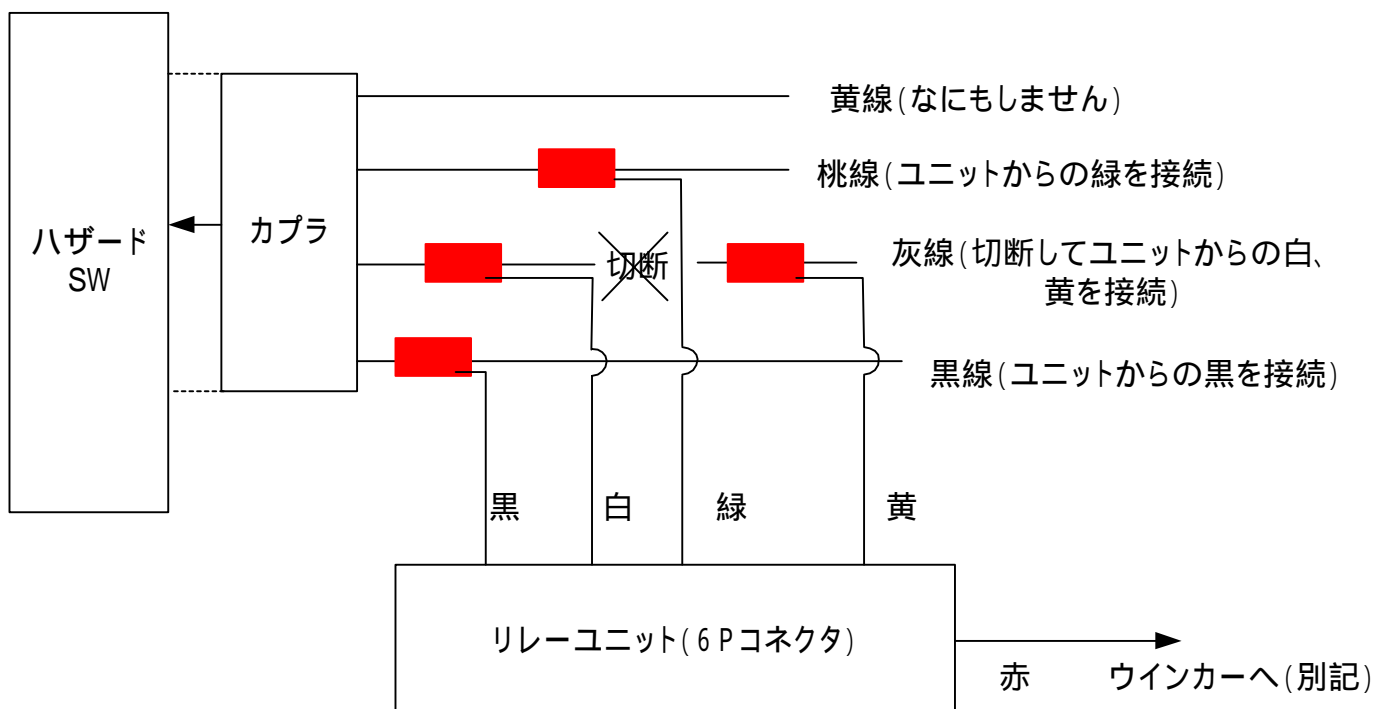 黄線(なにもしません)
桃線(ユニットからの緑を接続)
カプラ
ハザード
SW
切断
灰線(切断してユニットからの白、
黄を接続)
黒線(ユニットからの黒を接続)
黒 白 緑 黄
リレーユニット(6Pコネクタ)
赤 ウインカーへ(別記)